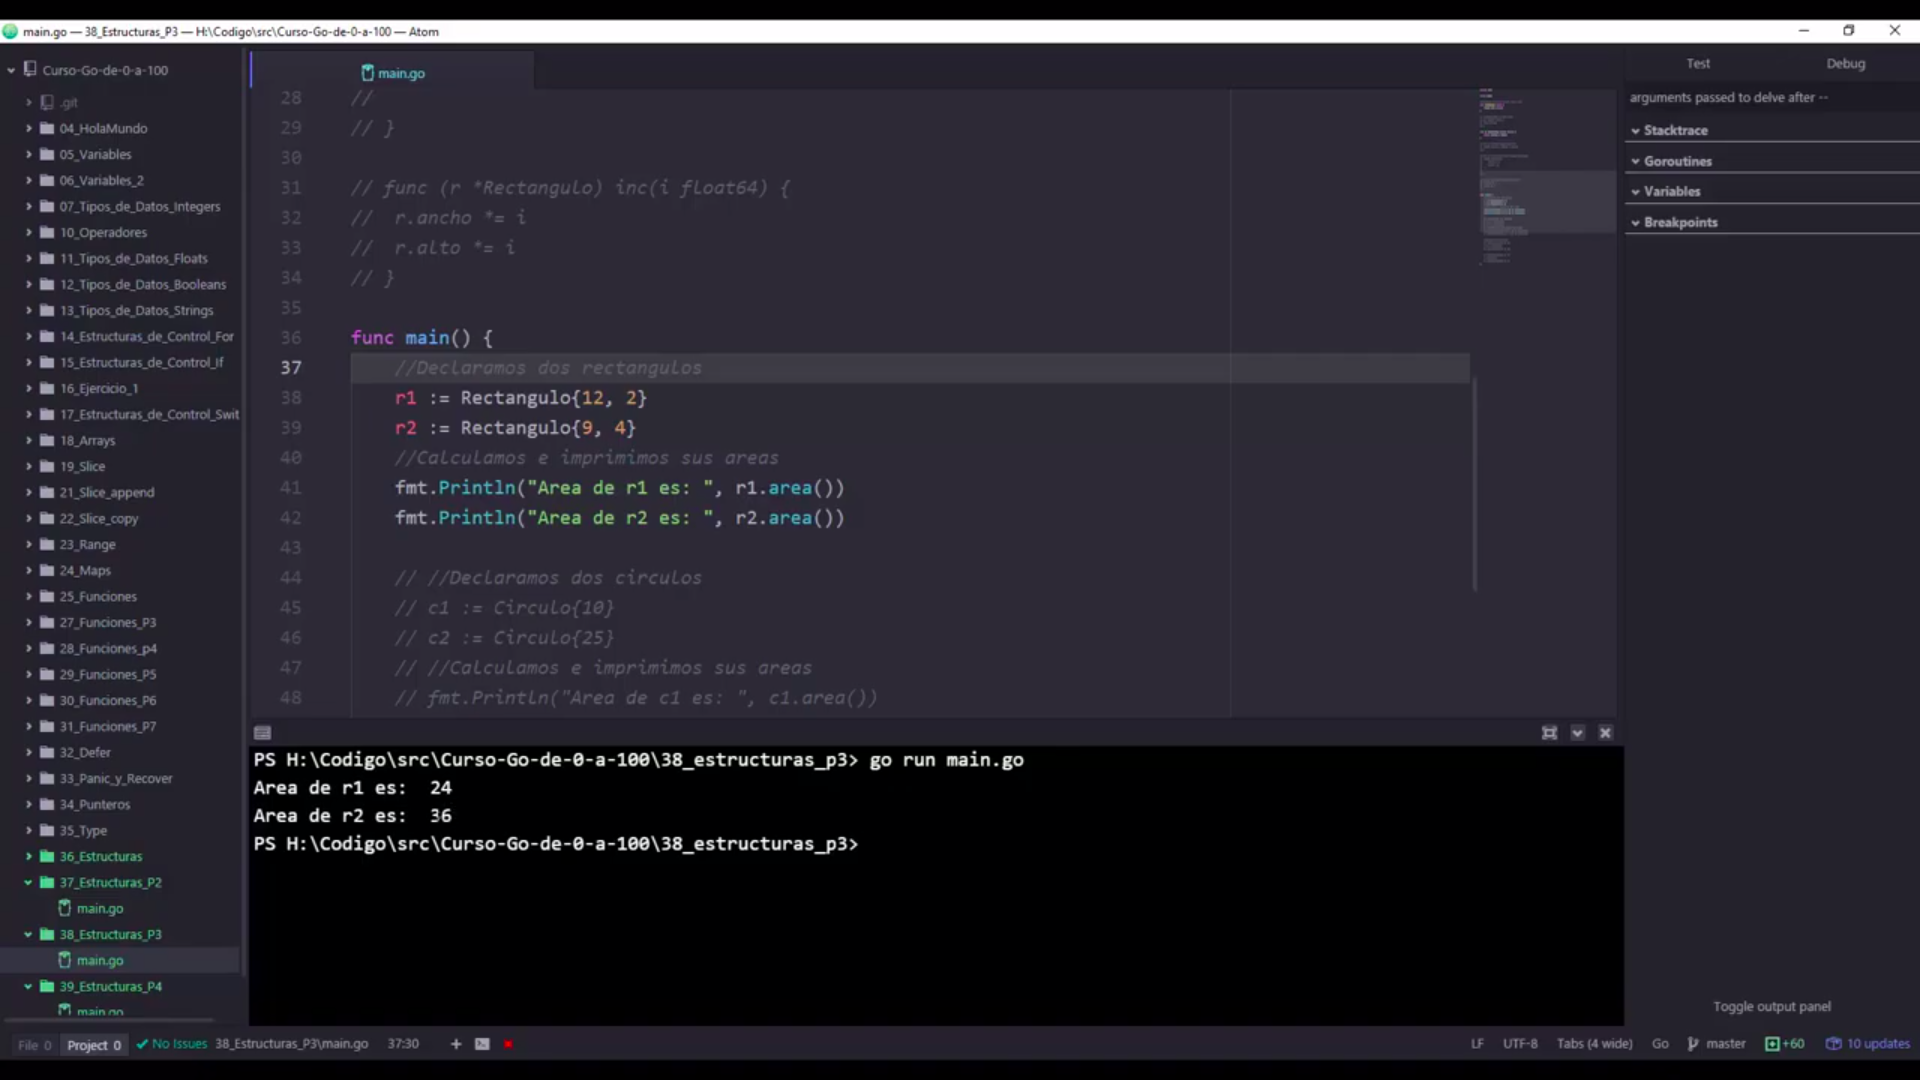 main.go — 38_Estructuras_P3 — H:\Codigo\src\Curso-Go-de-0-a-100 — Atom
Curso-Go-de-0-a-100
.git
04_HolaMundo
05_Variables
06_Variables_2
07_Tipos_de_Datos_Integers
10_Operadores
11_Tipos_de_Datos_Floats
12_Tipos_de_Datos_Booleans
13_Tipos_de_Datos_Strings
14_Estructuras_de_Control_For
15_Estructuras_de_Control_If
16_Ejercicio_1
17_Estructuras_de_Control_Swit
18_Arrays
19_Slice
21_Slice_append
22_Slice_copy
23_Range
24_Maps
25_Funciones
27_Funciones_P3
28_Funciones_p4
29_Funciones_P5
30_Funciones_P6
31_Funciones_P7
32_Defer
33_Panic_y_Recover
34_Punteros
35_Type
36_Estructuras
37_Estructuras_P2
main.go
38_Estructuras_P3
main.go
39_Estructuras_P4
main.go
main.go
28 //
29 // }
30
31 // func (r *Rectangulo) inc(i float64) {
32 // r.ancho *= i
33 // r.alto *= i
34 // }
35
36 func main() {
37 //Declaramos dos rectangulos
38 r1 := Rectangulo{12, 2}
39 r2 := Rectangulo{9, 4}
40 //Calculamos e imprimimos sus areas
41 fmt.Println("Area de r1 es: ", r1.area())
42 fmt.Println("Area de r2 es: ", r2.area())
43
44 // //Declaramos dos circulos
45 // c1 := Circulo{10}
46 // c2 := Circulo{25}
47 // //Calculamos e imprimimos sus areas
48 // fmt.Println("Area de c1 es: ", c1.area())
PS H:\Codigo\src\Curso-Go-de-0-a-100\38_estructuras_p3> go run main.go
Area de r1 es:  24
Area de r2 es:  36
PS H:\Codigo\src\Curso-Go-de-0-a-100\38_estructuras_p3>
Test Debug
arguments passed to delve after --
Stacktrace
Goroutines
Variables
Breakpoints
Toggle output panel
File 0 Project 0 No Issues 38_Estructuras_P3\main.go 37:30 + LF UTF-8 Tabs (4 wide) Go master +60 10 updates